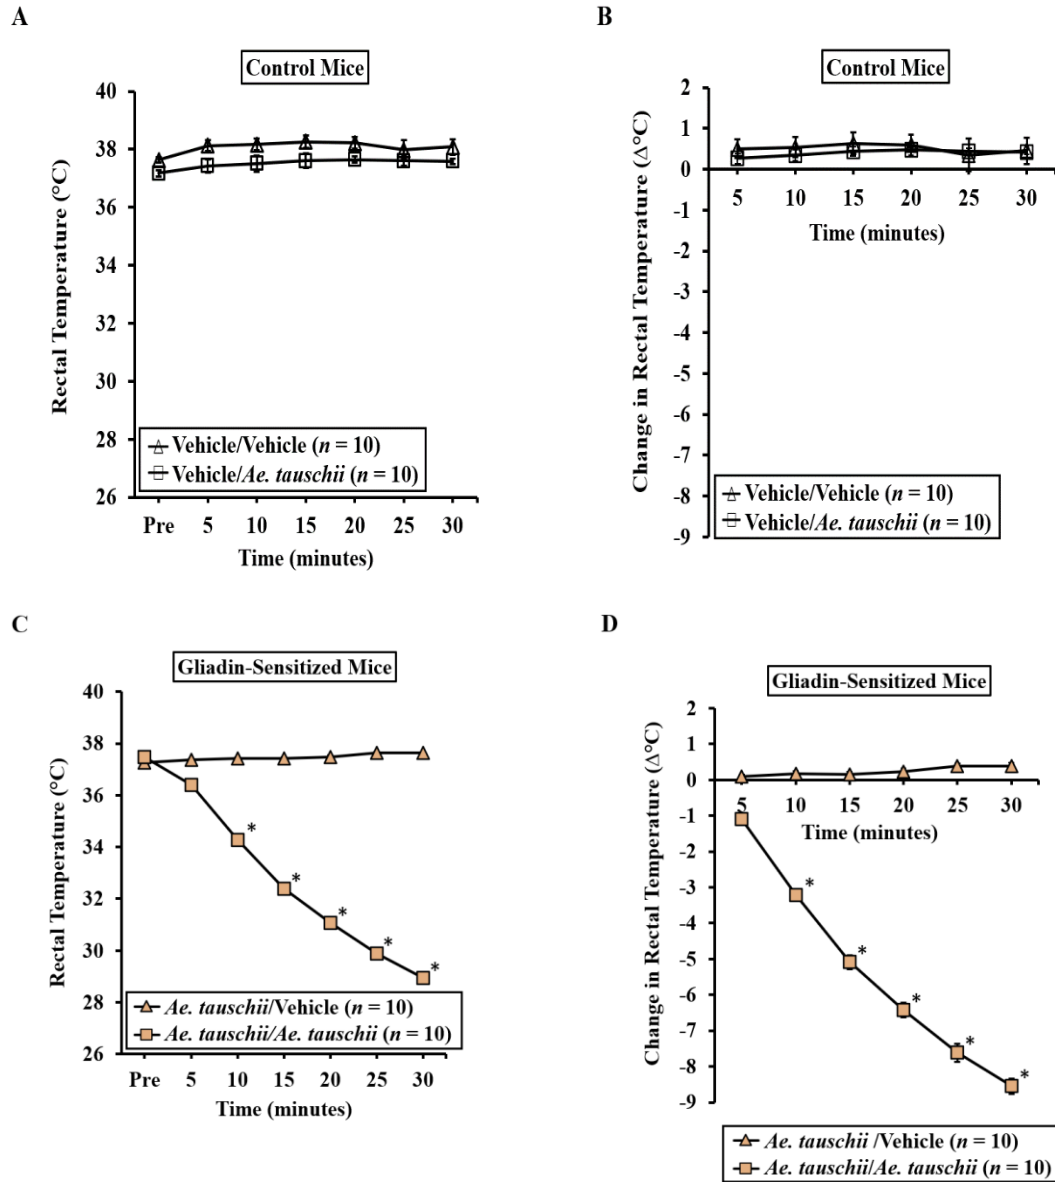 A
Control Mice
Rectal Temperature (°C)
40
38
36
34
32
30
28
26
Vehicle/Vehicle (n = 10)
Vehicle/Ae. tauschii (n = 10)
Pre 5 10 15 20 25 30
Time (minutes)
B
Control Mice
Change in Rectal Temperature (Δ°C)
2
1
0
-1
-2
-3
-4
-5
-6
-7
-8
-9
5 10 15 20 25 30
Time (minutes)
Vehicle/Vehicle (n = 10)
Vehicle/Ae. tauschii (n = 10)
C
Gliadin-Sensitized Mice
Rectal Temperature (°C)
40
38
36
34
32
30
28
26
* * * * *
Ae. tauschii/Vehicle (n = 10)
Ae. tauschii/Ae. tauschii (n = 10)
Pre 5 10 15 20 25 30
Time (minutes)
D
Gliadin-Sensitized Mice
Change in Rectal Temperature (Δ°C)
2
1
0
-1
-2
-3
-4
-5
-6
-7
-8
-9
5 10 15 20 25 30
Time (minutes)
* * * * *
Ae. tauschii /Vehicle (n = 10)
Ae. tauschii/Ae. tauschii (n = 10)